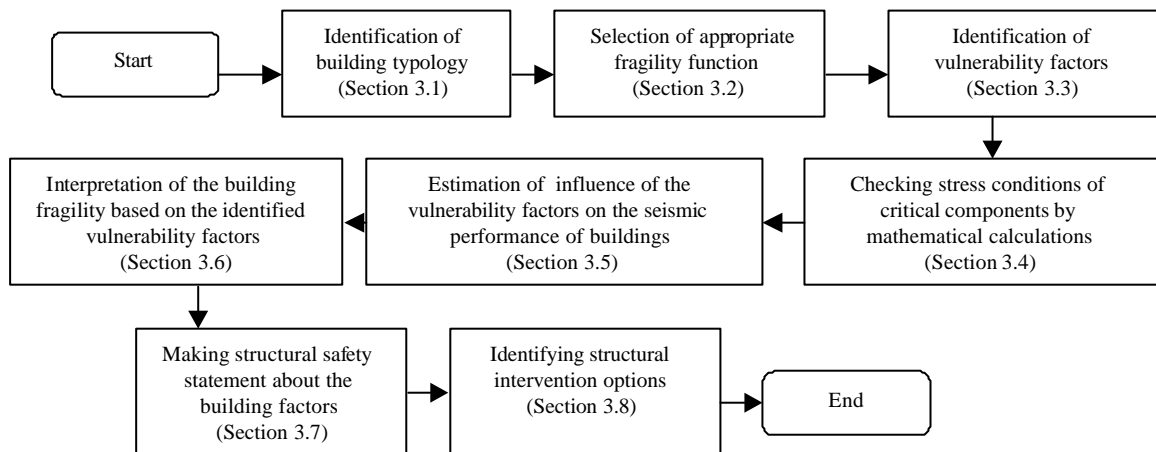 Start
Identification of
building typology
(Section 3.1)
Selection of appropriate
fragility function
(Section 3.2)
Identification of
vulnerability factors
(Section 3.3)
Checking stress conditions of
critical components by
mathematical calculations
(Section 3.4)
Estimation of influence of the
vulnerability factors on the seismic
performance of buildings
(Section 3.5)
Interpretation of the building
fragility based on the identified
vulnerability factors
(Section 3.6)
Making structural safety
statement about the
building factors
(Section 3.7)
Identifying structural
intervention options
(Section 3.8)
End